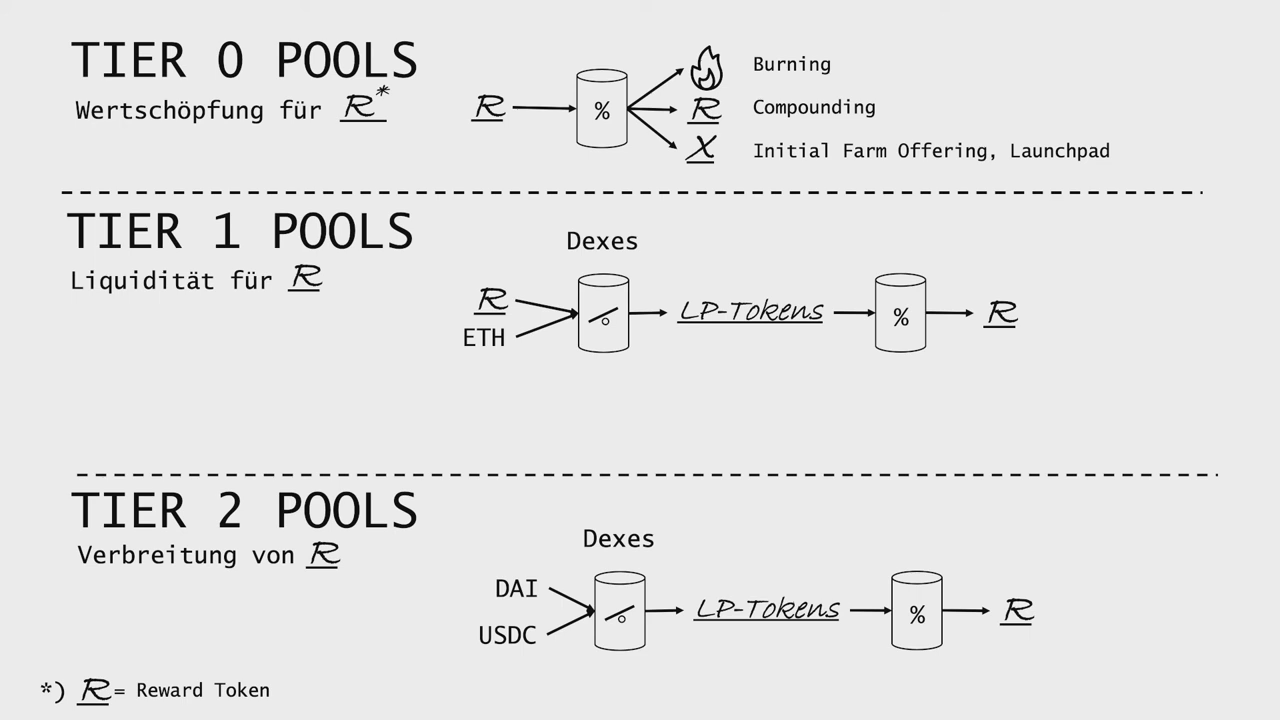 TIER 0 POOLS
Wertschöpfung für R*
R
%
Burning
R Compounding
X Initial Farm Offering, Launchpad
TIER 1 POOLS
Liquidität für R
Dexes
R
ETH
LP-Tokens
%
R
TIER 2 POOLS
Verbreitung von R
Dexes
DAI
USDC
LP-Tokens
%
R
*) R = Reward Token